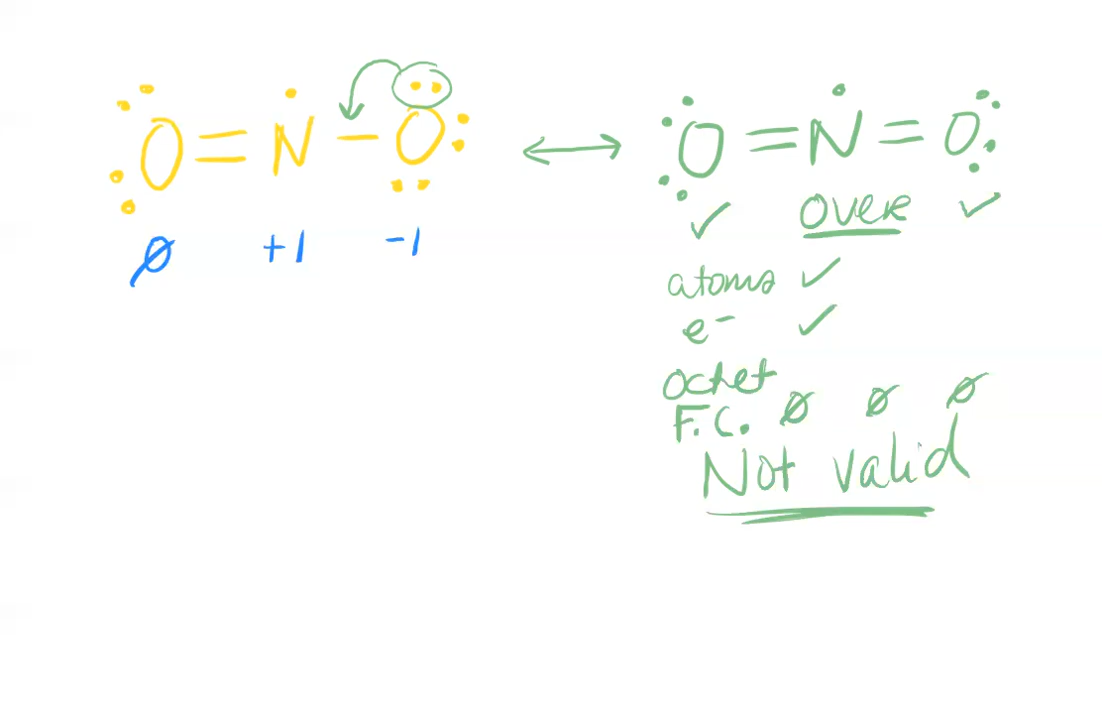 O = N – O ⟷ O = N = O
∅ +1 -1
✓ OVER ✓
atoms ✓
e⁻ ✓
octet
F.C. ∅ ∅ ∅
Not valid